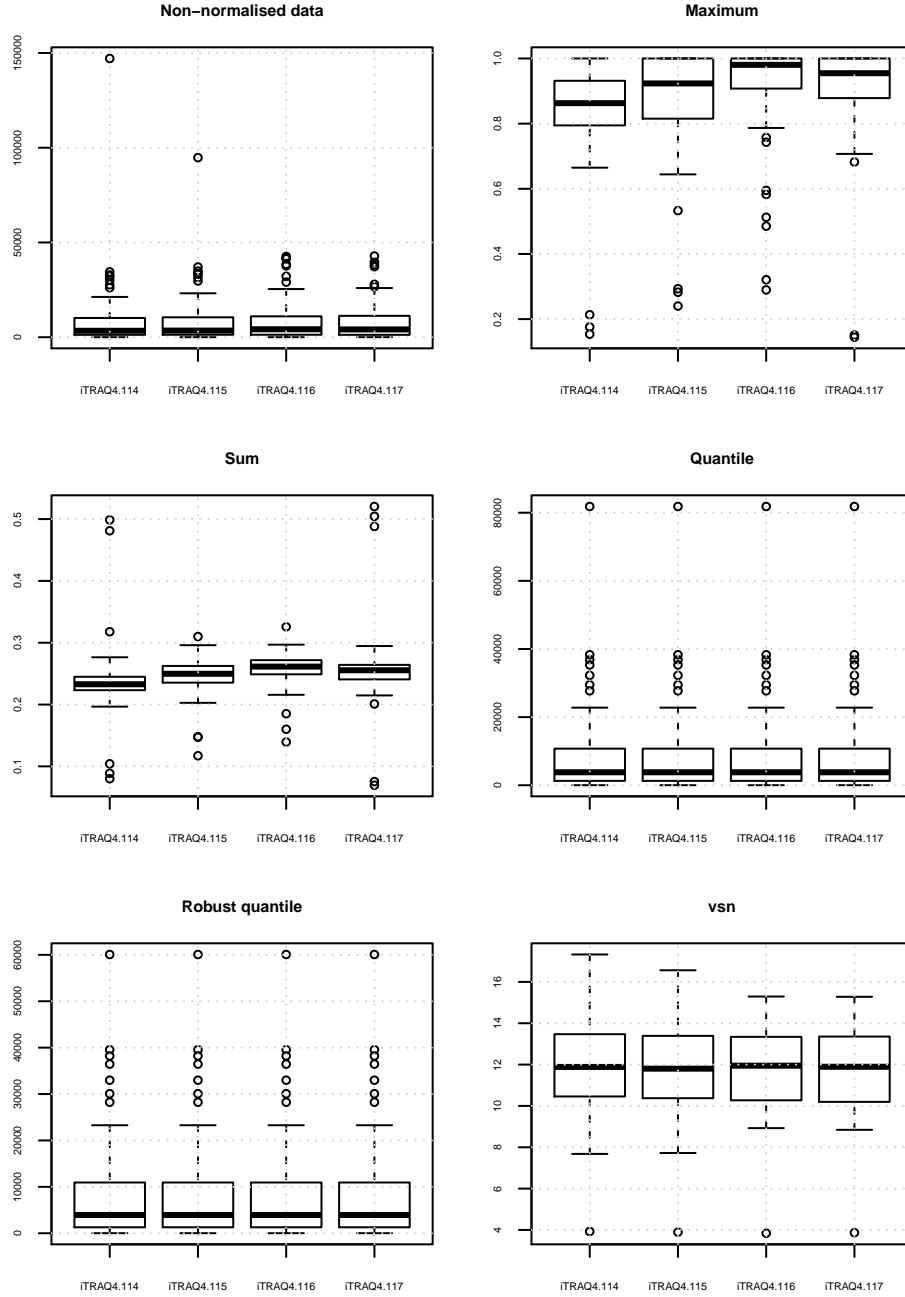 Non−normalised data
150000
100000
50000
0
iTRAQ4.114 iTRAQ4.115 iTRAQ4.116 iTRAQ4.117
Maximum
1.0
0.8
0.6
0.4
0.2
iTRAQ4.114 iTRAQ4.115 iTRAQ4.116 iTRAQ4.117
Sum
0.5
0.4
0.3
0.2
0.1
iTRAQ4.114 iTRAQ4.115 iTRAQ4.116 iTRAQ4.117
Quantile
80000
60000
40000
20000
0
iTRAQ4.114 iTRAQ4.115 iTRAQ4.116 iTRAQ4.117
Robust quantile
60000
50000
40000
30000
20000
10000
0
iTRAQ4.114 iTRAQ4.115 iTRAQ4.116 iTRAQ4.117
vsn
16
14
12
10
8
6
4
iTRAQ4.114 iTRAQ4.115 iTRAQ4.116 iTRAQ4.117